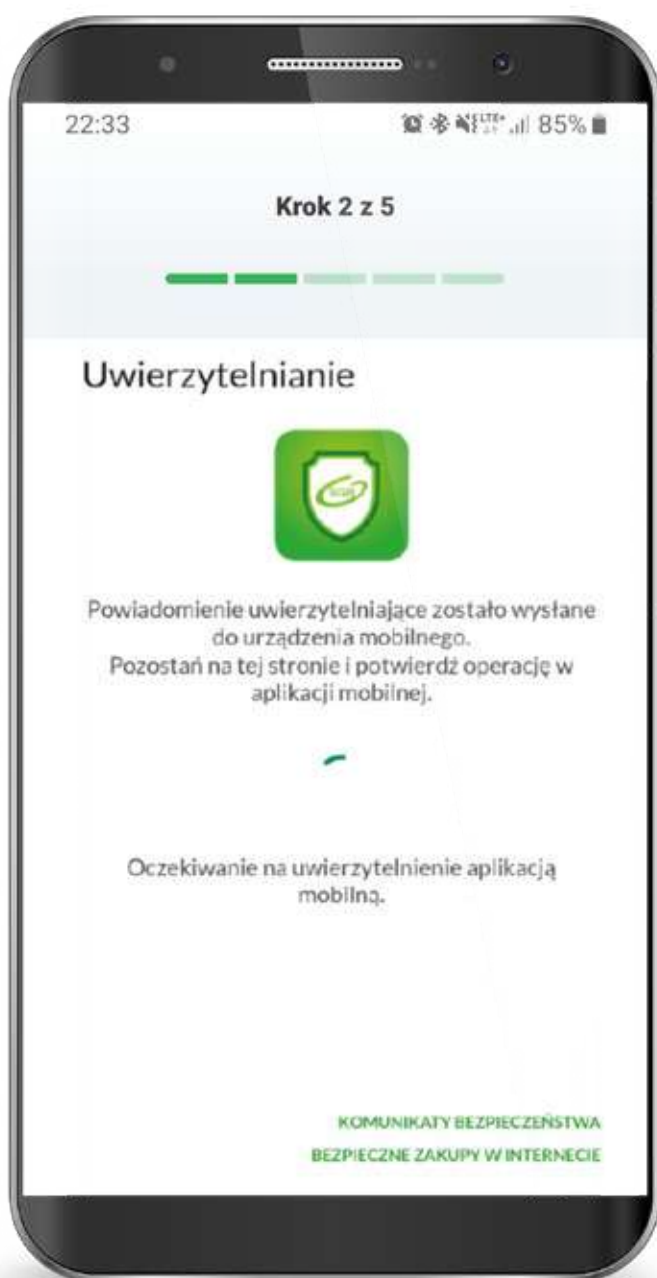 22:33
LTE+
85%
Krok 2 z 5
Uwierzytelnianie
Powiadomienie uwierzytelniające zostało wysłane
do urządzenia mobilnego.
Pozostań na tej stronie i potwierdź operację w
aplikacji mobilnej.
Oczekiwanie na uwierzytelnienie aplikacją
mobilną.
KOMUNIKATY BEZPIECZEŃSTWA
BEZPIECZNE ZAKUPY W INTERNECIE